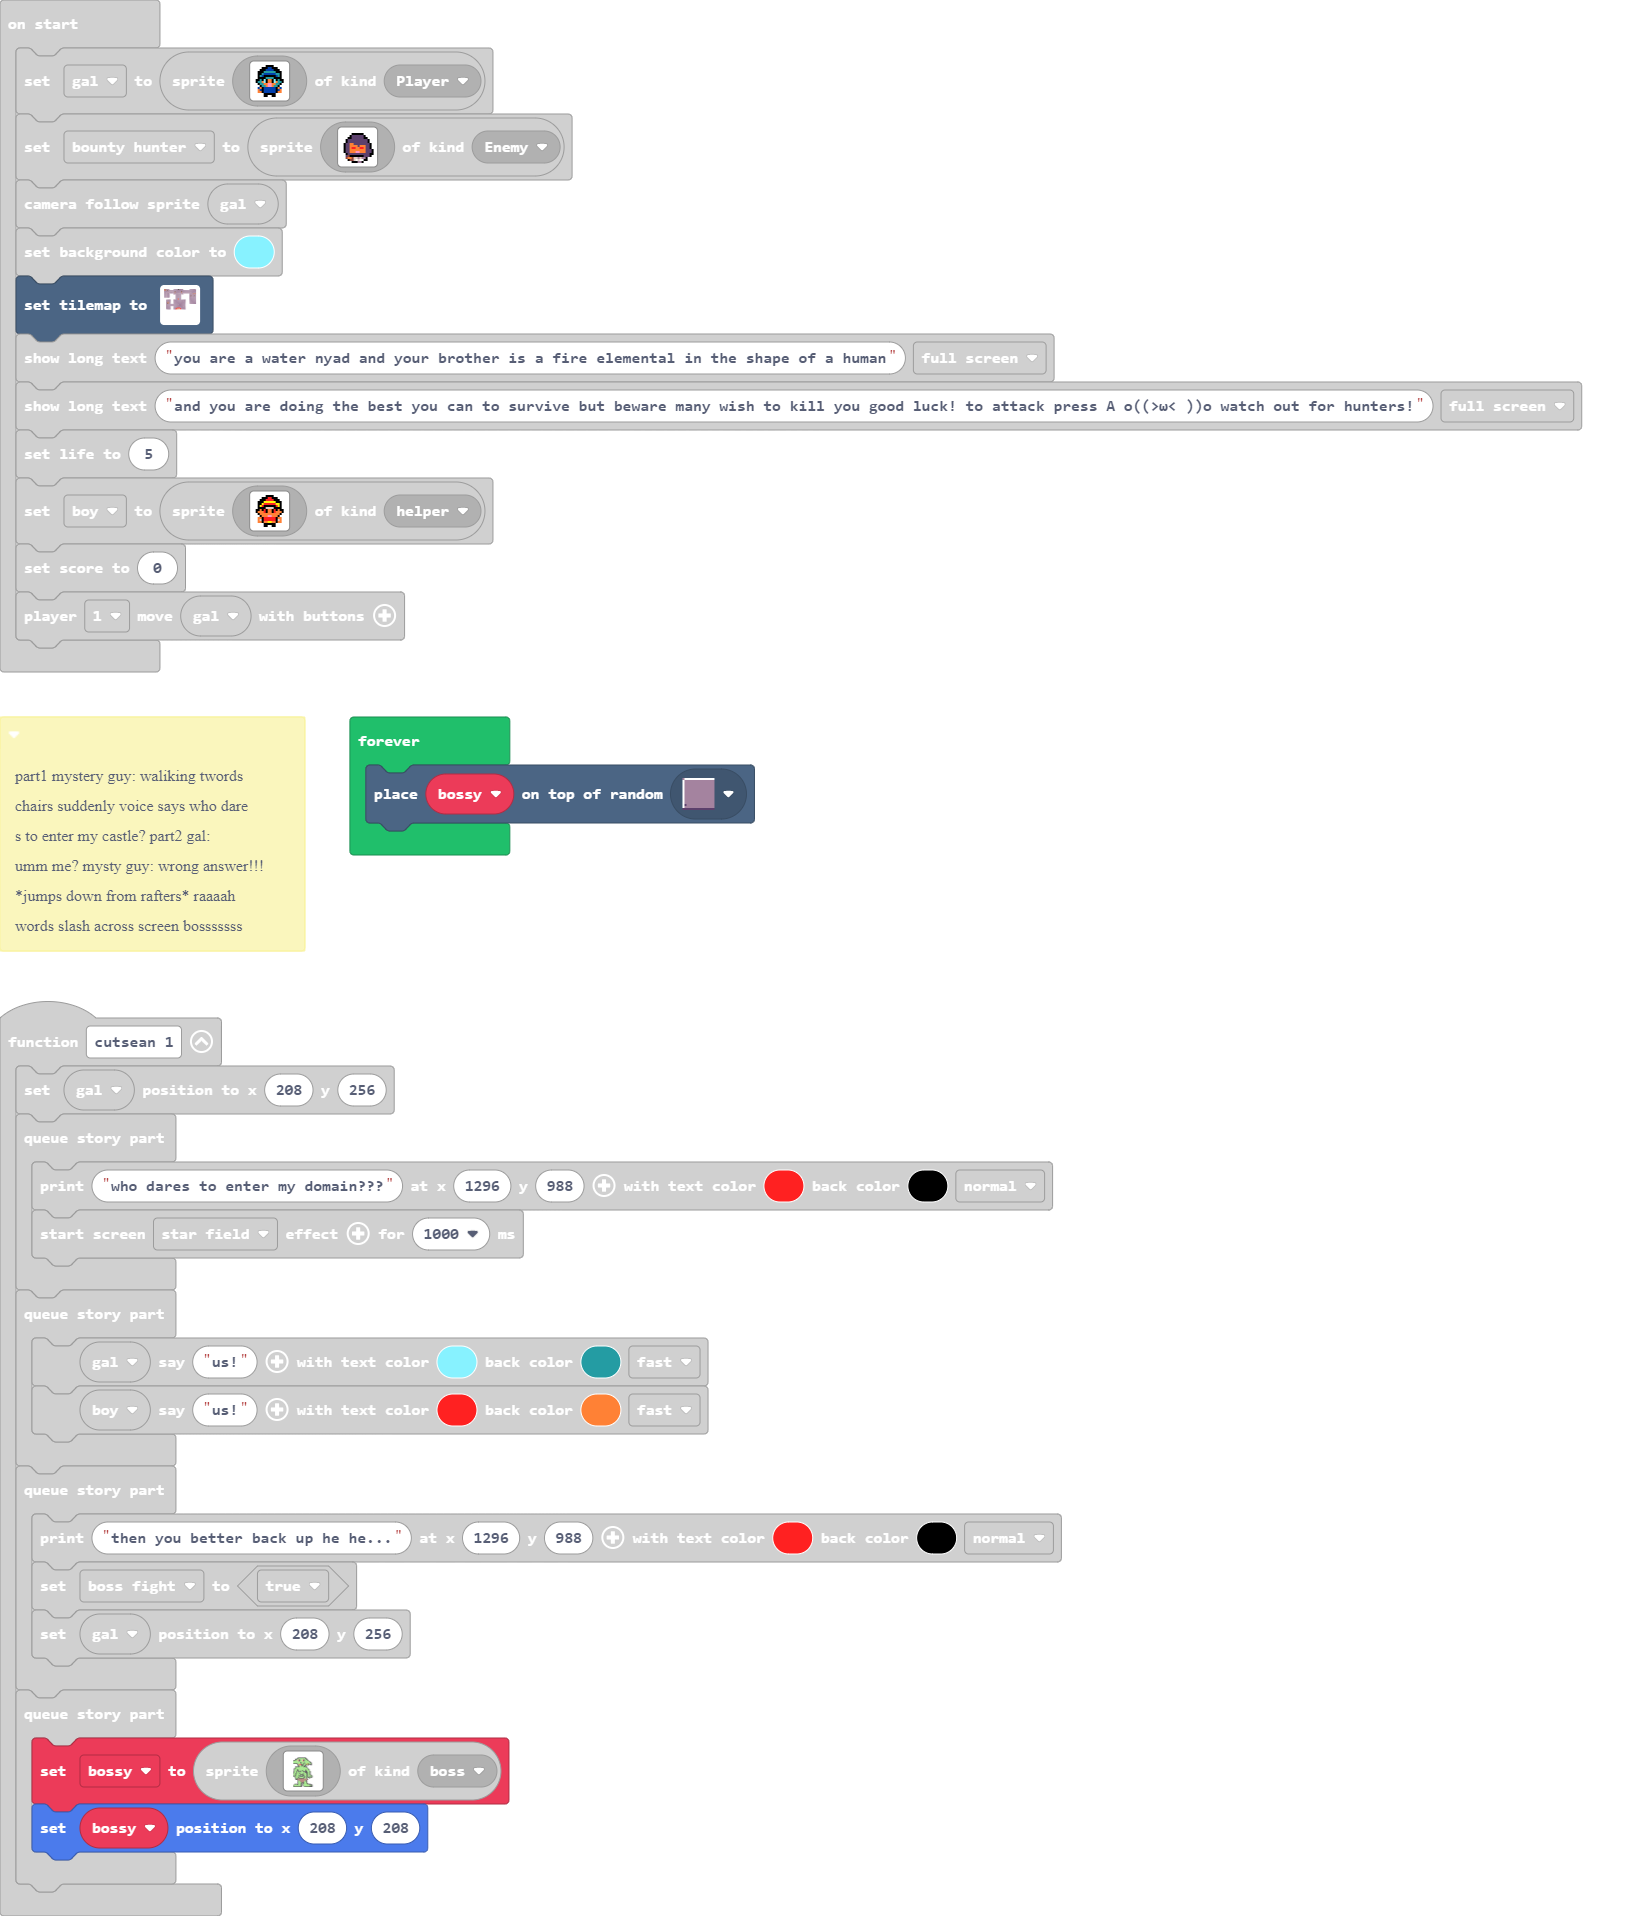 on start
set gal to sprite of kind Player
set bounty hunter to sprite of kind Enemy
camera follow sprite gal
set background color to
set tilemap to
show long text "you are a water nyad and your brother is a fire elemental in the shape of a human" full screen
show long text "and you are doing the best you can to survive but beware many wish to kill you good luck! to attack press A o((>ω< ))o watch out for hunters!" full screen
set life to 5
set boy to sprite of kind helper
set score to 0
player 1 move gal with buttons
part1 mystery guy: waliking twords
chairs suddenly voice says who dare
s to enter my castle? part2 gal:
umm me? mysty guy: wrong answer!!!
*jumps down from rafters* raaaah
words slash across screen bosssssss
forever
place bossy on top of random
function cutsean 1
set gal position to x 208 y 256
queue story part
print "who dares to enter my domain???" at x 1296 y 988 with text color back color normal
start screen star field effect for 1000 ms
queue story part
gal say "us!" with text color back color fast
boy say "us!" with text color back color fast
queue story part
print "then you better back up he he..." at x 1296 y 988 with text color back color normal
set boss fight to true
set gal position to x 208 y 256
queue story part
set bossy to sprite of kind boss
set bossy position to x 208 y 208